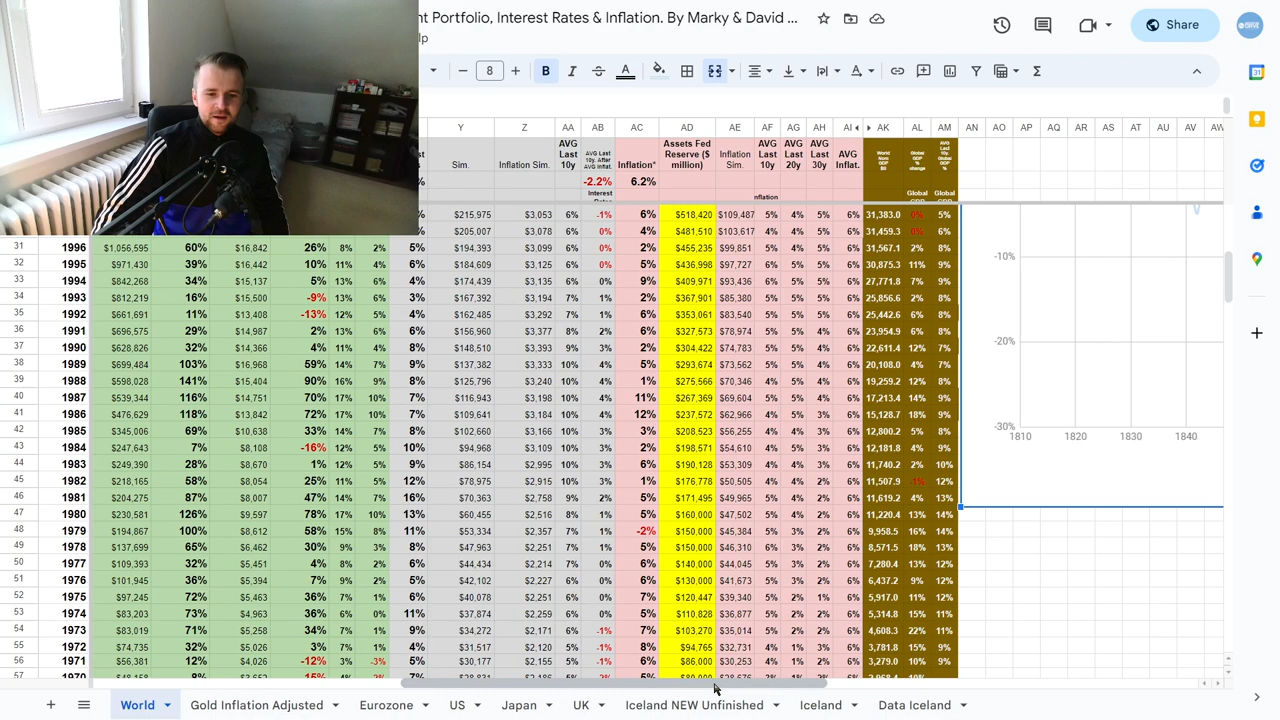 nt Portfolio, Interest Rates & Inflation. By Marky & David ...
elp
Share
8
B I
Y Z AA AB AC AD AE AF AG AH AI AK AL AM AN AO AP AQ AR AS AT AU AV AW
Sim. Inflation Sim. AVG Last 10y AVG Last 10y. After AVG Inflat. Inflation* Assets Fed Reserve ($ million) Inflation Sim. AVG Last 10y AVG Last 20y AVG Last 30y AVG Inflat. World Nom GDP $B Global GDP % change AVG Last 10y. Global GDP %
-2.2% 6.2%
nflation
$518,420 $109,487 5% 4% 5% 6% 31,383.0 0% 5%
$481,510 $103,617 4% 5% 5% 6% 31,459.3 0% 6%
31 1996 $1,056,595 60% $16,842 26% 8% 2% 5% $194,393 $3,099 6% 0% 2% $455,235 $99,851 4% 5% 5% 6% 31,567.1 2% 8%
32 1995 $971,430 39% $16,442 10% 11% 4% 6% 6% 0% 5% $436,998 $97,727 6% 5% 5% 6% 30,875.3 11% 9%
33 1994 $842,268 34% $15,137 5% 13% 6% 4% $174,439 $3,135 6% 0% 9% $409,971 $93,436 6% 5% 4% 6% 27,771.8 7% 9%
34 1993 $812,219 16% $15,500 -9% 13% 6% 3% $167,392 $3,194 7% 1% 2% $367,901 $85,380 5% 4% 4% 6% 25,856.6 2% 8%
35 1992 $661,691 11% $13,408 -13% 12% 5% 4% $162,485 $3,292 7% 1% 6% $353,061 $83,540 5% 5% 4% 6% 25,442.6 6% 8%
36 1991 $696,575 29% $14,987 2% 13% 6% 6% $156,960 $3,377 8% 2% 6% $327,573 $78,974 5% 5% 4% 6% 23,954.9 6% 8%
37 1990 $628,826 32% $14,366 4% 11% 4% 8% $148,510 9% 3% 2% $304,422 $74,783 5% 5% 4% 6% 22,611.4 12% 7%
38 1989 $699,484 103% $16,968 59% 14% 7% 9% $137,382 $3,333 10% 4% 5% $293,674 $73,562 5% 5% 4% 6% 20,108.0 4% 7%
39 1988 $598,028 141% $15,404 90% 16% 9% 8% $125,796 $3,240 10% 4% 1% $275,566 $70,346 4% 5% 4% 6% 19,259.2 12% 8%
40 1987 $539,344 116% $14,751 70% 17% 10% 7% $116,943 $3,198 10% 4% 11% $267,369 $69,604 4% 5% 4% 6% 17,213.4 14% 9%
41 1986 $476,629 118% $13,842 72% 17% 10% 7% $109,641 $3,184 10% 4% 12% $237,572 $62,966 4% 5% 3% 6% 15,128.7 18% 9%
42 1985 $345,006 69% $10,638 33% 14% 7% 8% $102,660 $3,166 10% 4% 3% $208,523 $56,255 4% 4% 3% 6% 12,800.2 5% 8%
43 1984 $247,643 7% $8,108 -16% 12% 5% 10% $94,944 $3,109 10% 3% 2% $198,571 $54,610 4% 5% 3% 6% 12,181.8 4% 9%
44 1983 $249,390 28% $8,670 1% 12% 5% 9% $86,154 $2,995 10% 3% 6% $190,128 $53,309 4% 4% 3% 6% 11,740.2 2% 10%
45 1982 $218,165 58% $8,054 25% 11% 5% 12% $78,975 $2,915 10% 3% 1% $176,778 $50,505 4% 4% 2% 6% 11,507.9 -1% 12%
46 1981 $204,275 87% $8,007 47% 14% 7% 16% $70,386 $2,759 9% 2% 5% $171,495 $49,965 5% 4% 2% 6% 11,619.2 4% 13%
47 1980 $230,581 126% $9,597 78% 17% 10% 13% $60,455 $2,516 8% 1% 5% $160,000 $47,502 5% 4% 2% 6% 11,220.4 13% 14%
48 1979 $194,867 100% $8,612 58% 15% 8% 11% $53,334 $2,357 7% 1% -2% $150,000 $45,384 5% 3% 2% 6% 9,958.5 16% 14%
49 1978 $137,699 65% $6,462 30% 9% 3% 8% $47,963 $2,251 7% 1% 5% $150,000 $46,310 6% 3% 2% 6% 8,571.5 18% 13%
50 1977 $109,393 32% $5,451 4% 8% 2% 6% $44,434 $2,214 7% 0% 6% $140,044 $44,105 5% 3% 1% 6% 7,280.4 13% 12%
51 1976 $101,945 36% $5,394 7% 9% 2% 5% $42,102 $2,227 6% 0% 6% $130,000 $41,673 5% 2% 1% 6% 6,437.2 9% 12%
52 1975 $97,245 72% $5,463 36% 7% 1% 6% $40,078 $2,251 6% 0% 7% $120,447 $39,340 5% 2% 1% 6% 5,917.0 11% 12%
53 1974 $83,203 73% $4,963 36% 6% 0% 11% $37,874 $2,259 6% 0% 5% $110,828 $36,877 5% 2% 2% 6% 5,314.8 15% 11%
54 1973 $83,019 71% $5,258 34% 7% 1% 9% $34,272 $2,171 6% -1% 7% $103,270 $35,014 5% 2% 2% 6% 4,608.3 22% 11%
55 1972 $74,735 32% $5,026 3% 7% 1% 4% $31,517 $2,120 5% -1% 8% $94,765 $32,731 4% 1% 3% 6% 3,781.8 15% 9%
56 1971 $56,381 12% $4,026 -12% 3% -3% 5% $30,177 5% -1% 6% $86,000 $30,253 4% 1% 3% 6% 3,279.0 10% 9%
57 1970
-10%
-20%
-30%
1810 1820 1830 1840
World Gold Inflation Adjusted Eurozone US Japan UK Iceland NEW Unfinished Iceland Data Iceland